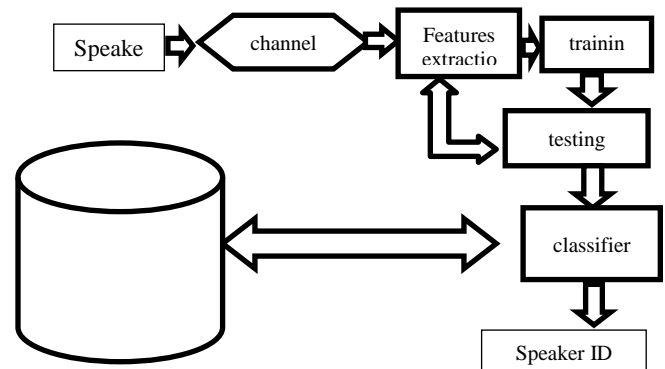 Speake
channel
Features
extractio
trainin
testing
classifier
Speaker ID